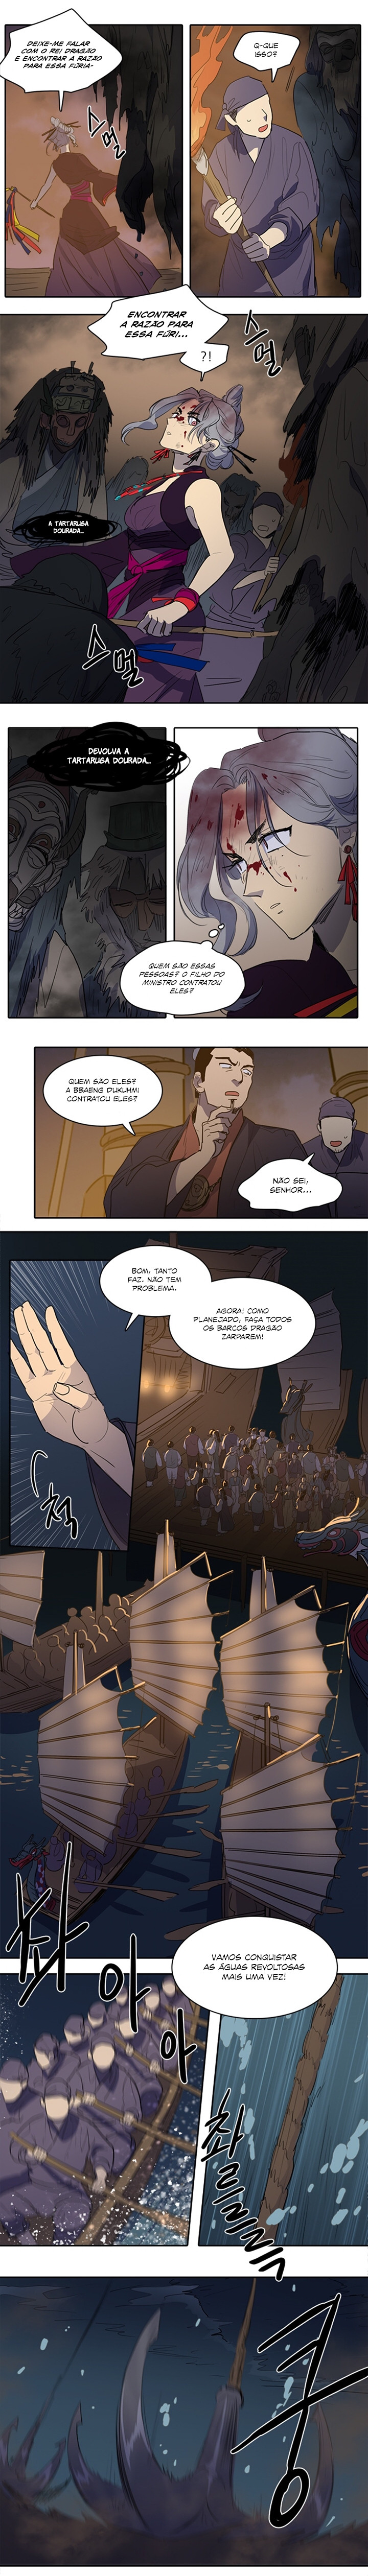 DEIXE-ME FALAR
COM O REI DRAGÃO
E ENCONTRAR A RAZÃO
PARA ESSA FÚRIA-
스멀
Q-QUE
ISSO?
ENCONTRAR
A RAZÃO PARA
ESSA FÚRI...
?!
스멀
A TARTARUGA
DOURADA...
스멀
DEVOLVA A
TARTARUGA DOURADA...
QUEM SÃO ESSAS
PESSOAS? O FILHO DO
MINISTRO CONTRATOU
ELES?
QUEM SÃO ELES?
A BBAENG DUKUHMI
CONTRATOU ELES?
NÃO SEI,
SENHOR...
BOM, TANTO
FAZ. NÃO TEM
PROBLEMA.
AGORA! COMO
PLANEJADO, FAÇA TODOS
OS BARCOS DRAGÃO
ZARPAREM!
척
VAMOS CONQUISTAR
AS ÁGUAS REVOLTOSAS
MAIS UMA VEZ!
촤아아
촤르르르
쿵